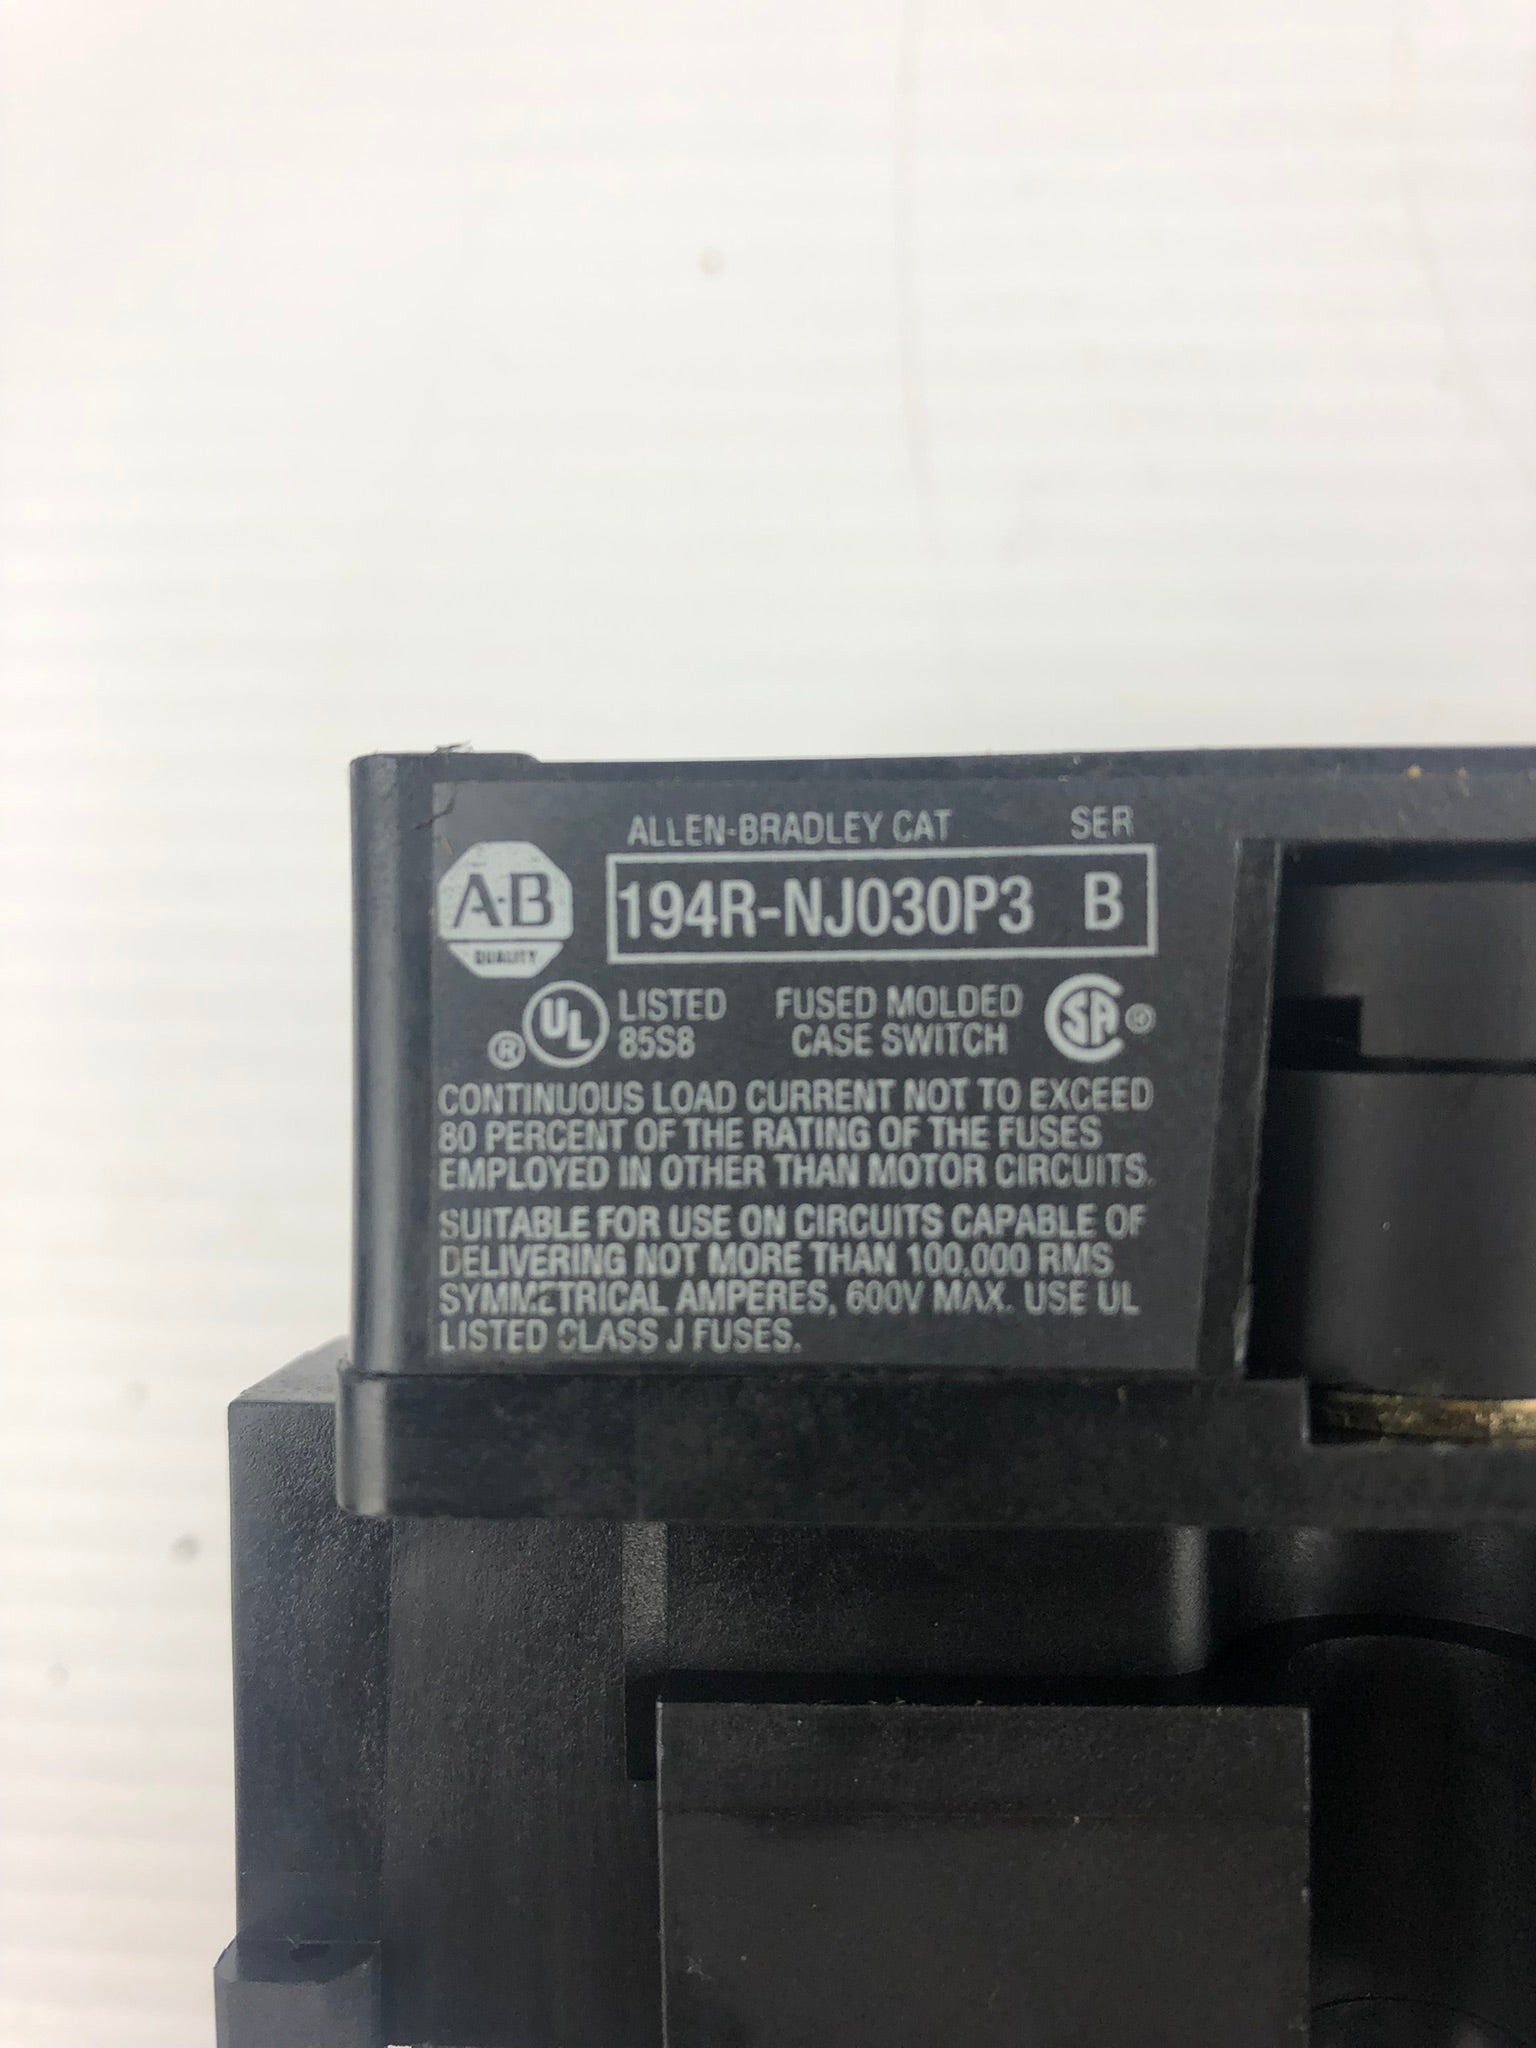 ALLEN-BRADLEY CAT SER
A-B
QUALITY
194R-NJ030P3 B
® UL LISTED 85S8
FUSED MOLDED CASE SWITCH
SA ®
CONTINUOUS LOAD CURRENT NOT TO EXCEED
80 PERCENT OF THE RATING OF THE FUSES
EMPLOYED IN OTHER THAN MOTOR CIRCUITS.
SUITABLE FOR USE ON CIRCUITS CAPABLE OF
DELIVERING NOT MORE THAN 100,000 RMS
SYMMETRICAL AMPERES, 600V MAX. USE UL
LISTED CLASS J FUSES.